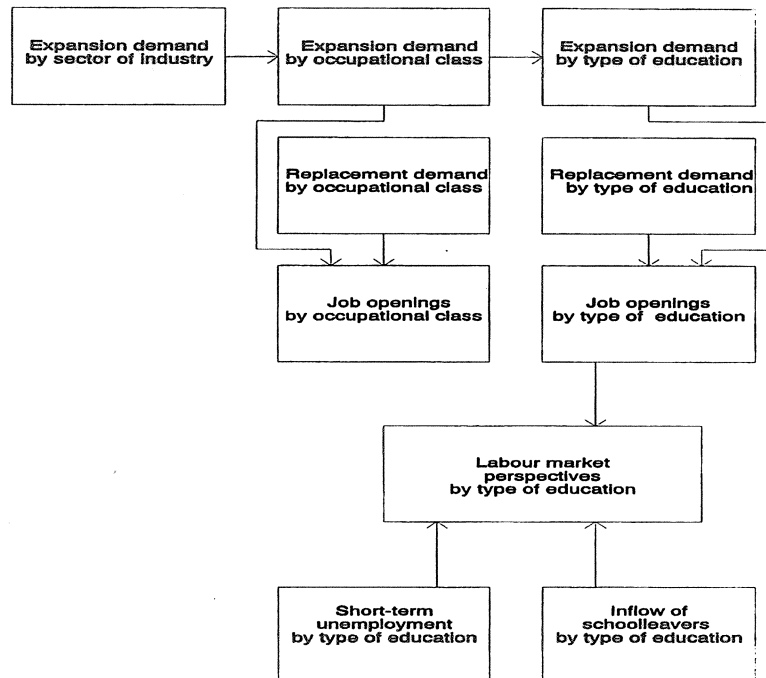 Expansion demand
by sector of industry
Expansion demand
by occupational class
Expansion demand
by type of education
Replacement demand
by occupational class
Replacement demand
by type of education
Job openings
by occupational class
Job openings
by type of education
Labour market
perspectives
by type of education
Short-term
unemployment
by type of education
Inflow of
schoolleavers
by type of education